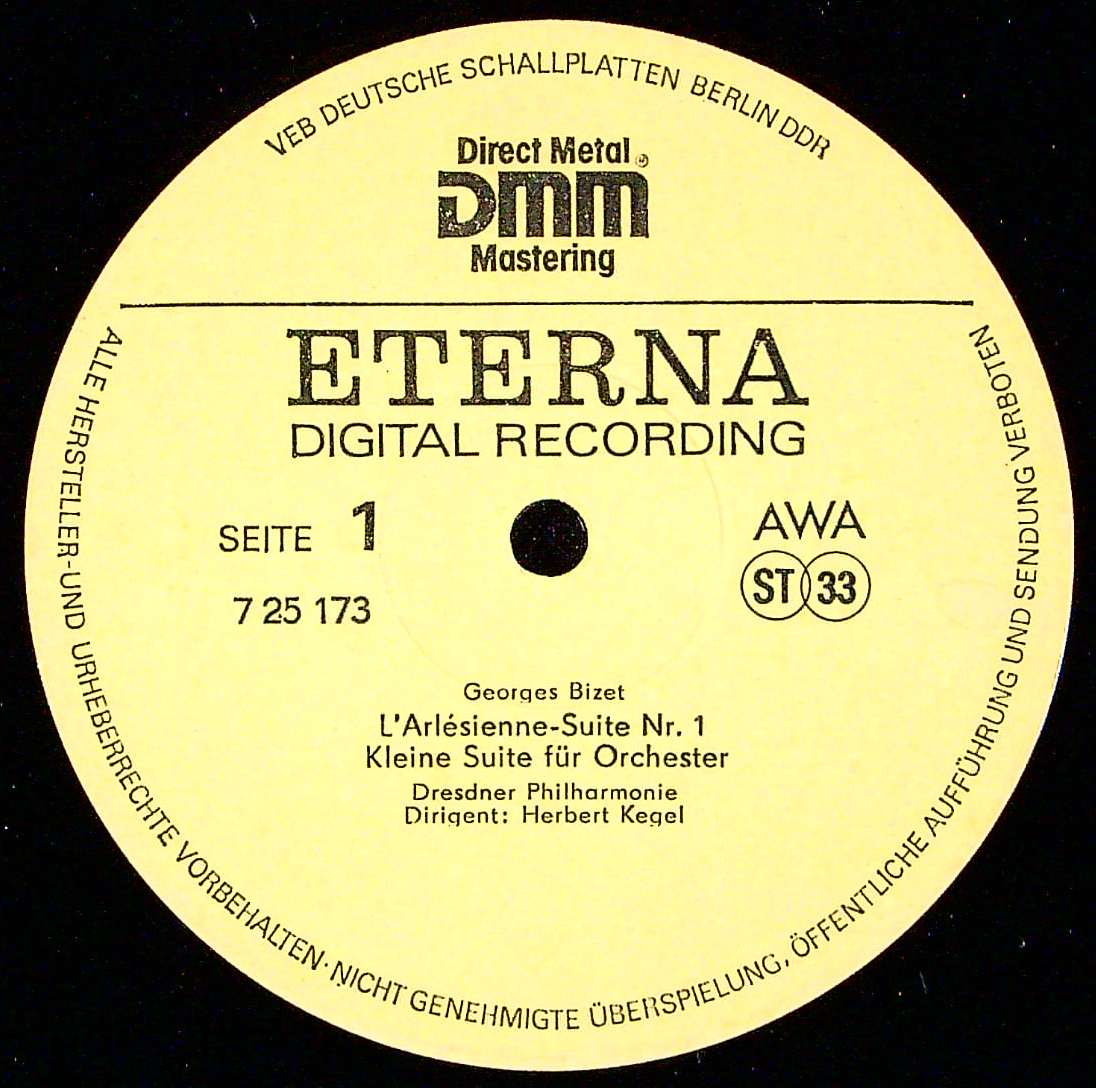 VEB DEUTSCHE SCHALLPLATTEN BERLIN DDR
Direct Metal ®
DMM
Mastering
ETERNA
DIGITAL RECORDING
SEITE 1
7 25 173
AWA
ST 33
Georges Bizet
L'Arlésienne-Suite Nr. 1
Kleine Suite für Orchester
Dresdner Philharmonie
Dirigent: Herbert Kegel
ALLE HERSTELLER-UND URHEBERRECHTE VORBEHALTEN · NICHT GENEHMIGTE ÜBERSPIELUNG, ÖFFENTLICHE AUFFÜHRUNG UND SENDUNG VERBOTEN